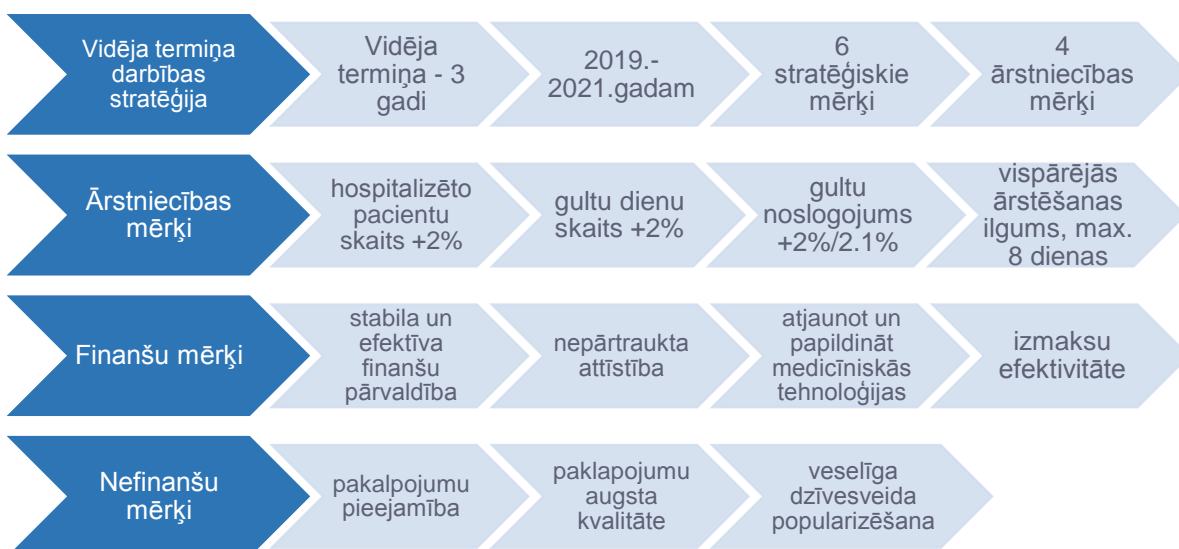 Vidēja termiņa
darbības
stratēģija
Vidēja
termiņa - 3
gadi
2019.-
2021.gadam
6
stratēģiskie
mērķi
4
ārstniecības
mērķi
Ārstniecības
mērķi
hospitalizēto
pacientu
skaits +2%
gultu dienu
skaits +2%
gultu
noslogojums
+2%/2.1%
vispārējās
ārstēšanas
ilgums, max.
8 dienas
Finanšu mērķi
stabila un
efektīva
finanšu
pārvaldība
nepārtraukta
attīstība
atjaunot un
papildināt
medicīniskās
tehnoloģijas
izmaksu
efektivitāte
Nefinanšu
mērķi
pakalpojumu
pieejamība
paklapojumu
augsta
kvalitāte
veselīga
dzīvesveida
popularizēšana